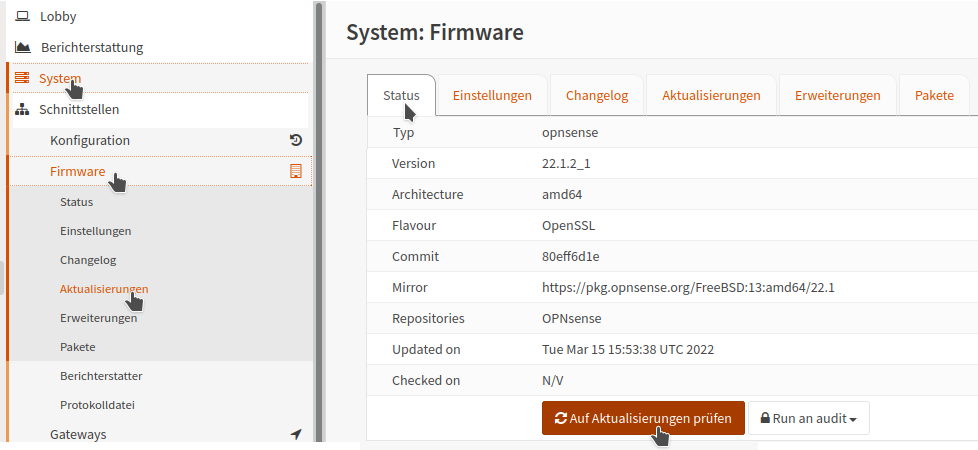 Lobby
Berichterstattung
System
Schnittstellen
Konfiguration
Firmware
Status
Einstellungen
Changelog
Aktualisierungen
Erweiterungen
Pakete
Berichterstatter
Protokolldatei
Gateways
System: Firmware
Status Einstellungen Changelog Aktualisierungen Erweiterungen Pakete
Typ opnsense
Version 22.1.2_1
Architecture amd64
Flavour OpenSSL
Commit 80eff6d1e
Mirror https://pkg.opnsense.org/FreeBSD:13:amd64/22.1
Repositories OPNsense
Updated on Tue Mar 15 15:53:38 UTC 2022
Checked on N/V
Auf Aktualisierungen prüfen Run an audit